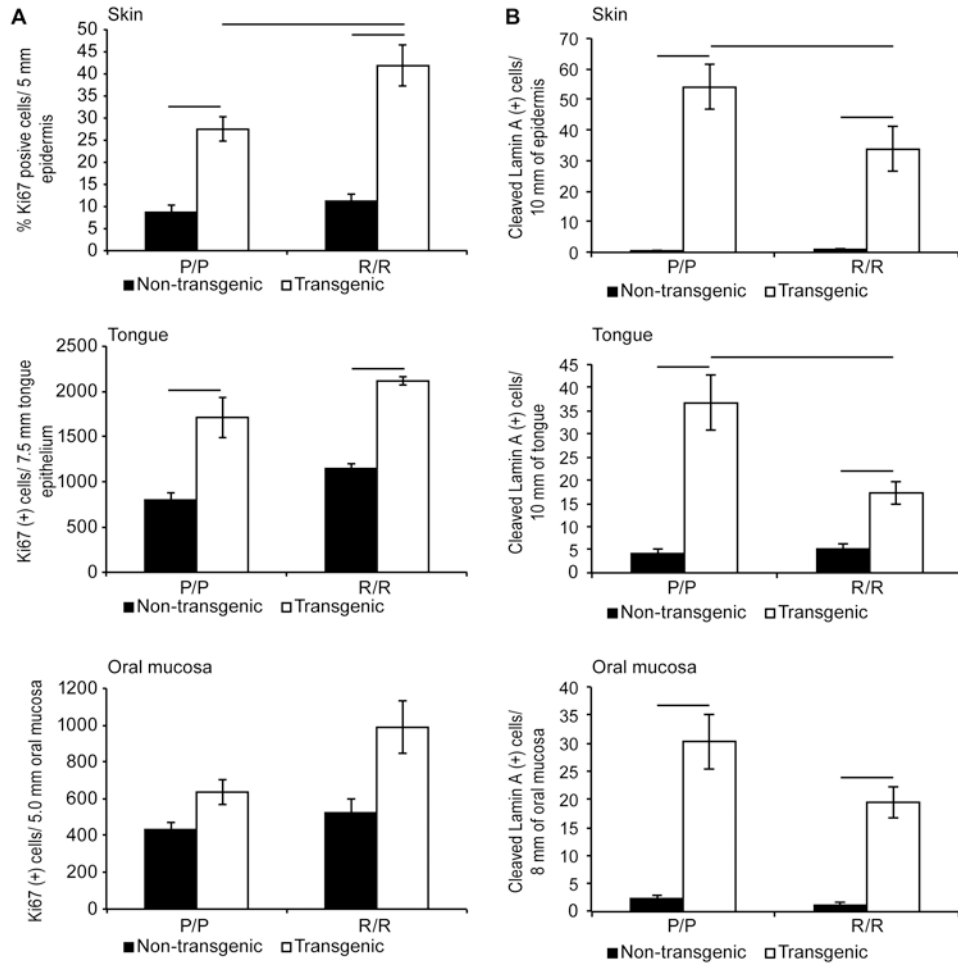 A
Skin
% Ki67 posive cells/ 5 mm
epidermis
50
45
40
35
30
25
20
15
10
5
0
P/P
R/R
Non-transgenic
Transgenic
Tongue
Ki67 (+) cells/ 7.5 mm tongue
epithelium
2500
2000
1500
1000
500
0
P/P
R/R
Non-transgenic
Transgenic
Oral mucosa
Ki67 (+) cells/ 5.0 mm oral mucosa
1200
1000
800
600
400
200
0
P/P
R/R
Non-transgenic
Transgenic
B
Skin
Cleaved Lamin A (+) cells/
10 mm of epidermis
70
60
50
40
30
20
10
0
P/P
R/R
Non-transgenic
Transgenic
Tongue
Cleaved Lamin A (+) cells/
10 mm of tongue
45
40
35
30
25
20
15
10
5
0
P/P
R/R
Non-transgenic
Transgenic
Oral mucosa
Cleaved Lamin A (+) cells/
8 mm of oral mucosa
40
35
30
25
20
15
10
5
0
P/P
R/R
Non-transgenic
Transgenic